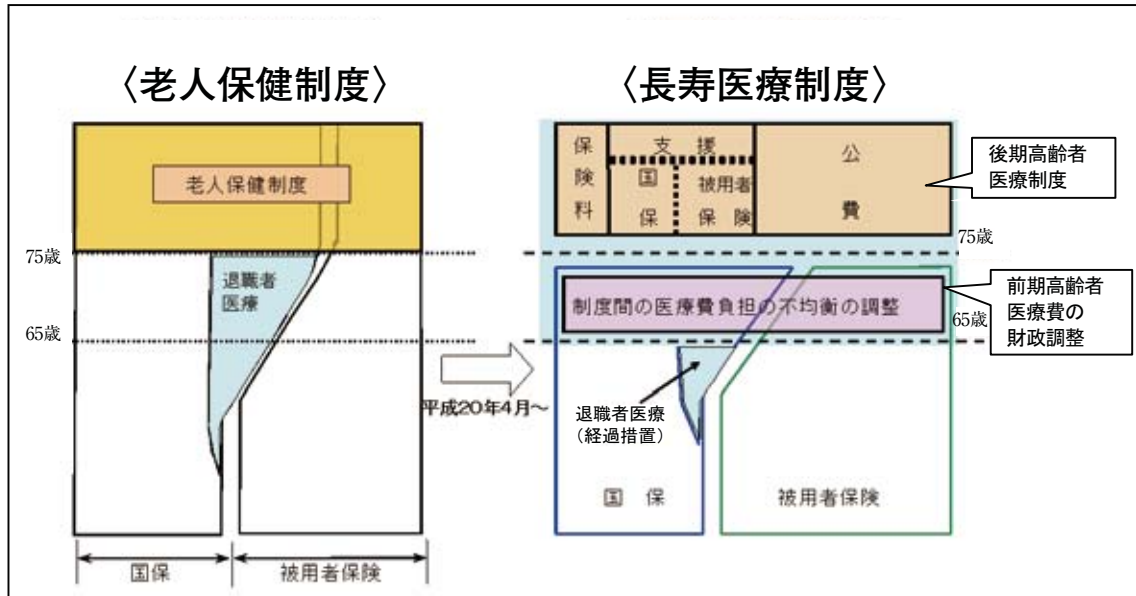 〈老人保健制度〉
老人保健制度
75歳
退職者
医療
65歳
国保
被用者保険
平成20年4月～
〈長寿医療制度〉
保険料
支援
国保
被用者
保険
公費
後期高齢者
医療制度
75歳
制度間の医療費負担の不均衡の調整
65歳
前期高齢者
医療費の
財政調整
退職者医療
（経過措置）
国保
被用者保険